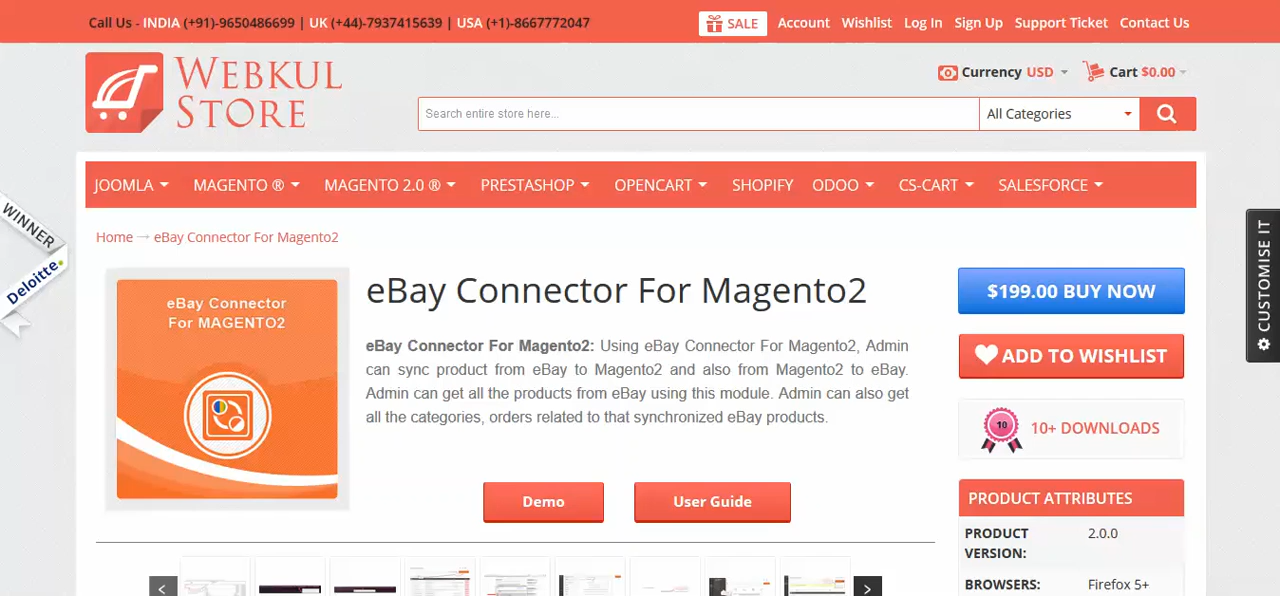 Call Us - INDIA (+91)-9650486699 | UK (+44)-7937415639 | USA (+1)-8667772047
SALE Account Wishlist Log In Sign Up Support Ticket Contact Us
WEBKUL
STORE
Currency USD Cart $0.00
Search entire store here... All Categories
JOOMLA MAGENTO ® MAGENTO 2.0 ® PRESTASHOP OPENCART SHOPIFY ODOO CS-CART SALESFORCE
WINNER
Deloitte.
CUSTOMISE IT
Home → eBay Connector For Magento2
eBay Connector
For MAGENTO2
eBay Connector For Magento2
eBay Connector For Magento2: Using eBay Connector For Magento2, Admin
can sync product from eBay to Magento2 and also from Magento2 to eBay.
Admin can get all the products from eBay using this module. Admin can also get
all the categories, orders related to that synchronized eBay products.
Demo User Guide
$199.00 BUY NOW
ADD TO WISHLIST
10 10+ DOWNLOADS
PRODUCT ATTRIBUTES
PRODUCT 2.0.0
VERSION:
BROWSERS: Firefox 5+